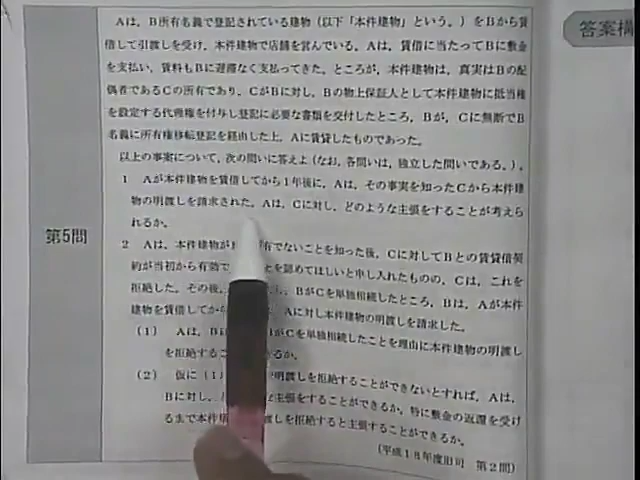 答案構
第5問
Aは、B所有名義で登記されている建物(以下「本件建物」という。)をBから賃
借して引渡しを受け、本件建物で店舗を営んでいる。Aは、賃借に当たってBに敷金
を支払い、賃料もBに遅滞なく支払ってきた。ところが、本件建物は、真実はBの配
偶者であるCの所有であり、CがBに対し、Bの物上保証人として本件建物に抵当権
を設定する代理権を付与し登記に必要な書類を交付したところ、Bが、Cに無断でB
名義に所有権移転登記を経由した上、Aに賃貸したものであった。
以上の事案について、次の問いに答えよ(なお、各問いは、独立した問いである。)。
1 Aが本件建物を賃借してから1年後に、Aは、その事実を知ったCから本件建
物の明渡しを請求された。Aは、Cに対し、どのような主張をすることが考えら
れるか。
2 Aは、本件建物が 有でないことを知った後、Cに対してBとの賃貸借契
約が当初から有効で とを認めてほしいと申し入れたものの、Cは、これを
拒絶した。その後、 し、BがCを単独相続したところ、Bは、Aが本件
建物を賃借してか Aに対し本件建物の明渡しを請求した。
(1) Aは、B がCを単独相続したことを理由に本件建物の明渡し
を拒絶するこ きるか。
(2) 仮に(1) 明渡しを拒絶することができないとすれば、Aは、
Bに対し、 な主張をすることができるか。特に敷金の返還を受け
るまで本件 渡しを拒絶すると主張することができるか。
(平成18年度旧司 第2問)